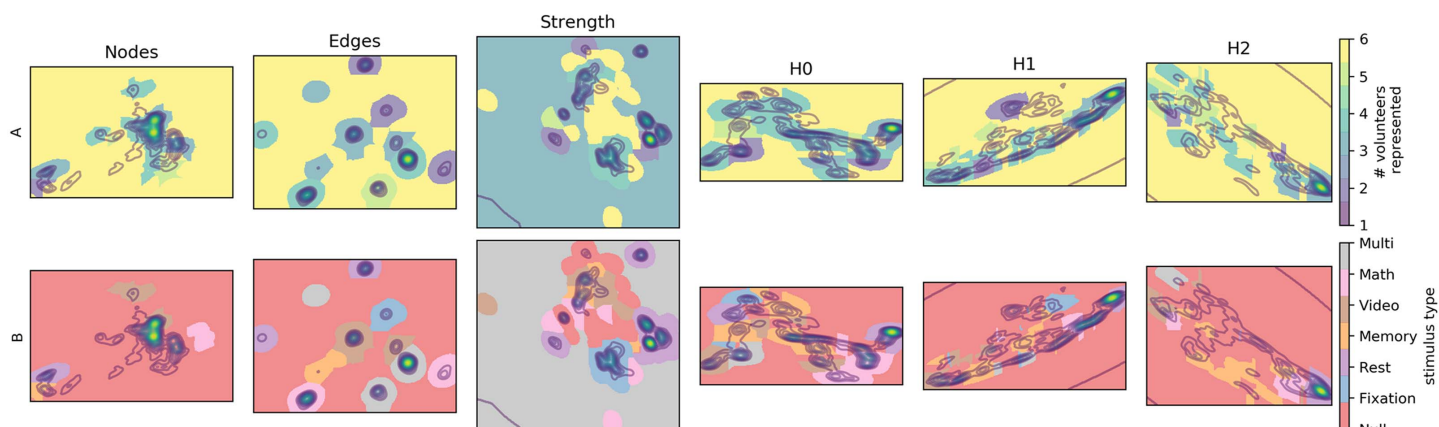 Nodes
Edges
Strength
H0
H1
H2
A
6
5
4
3
2
1
# volunteers
represented
B
Multi
Math
Video
Memory
Rest
Fixation
stimulus type